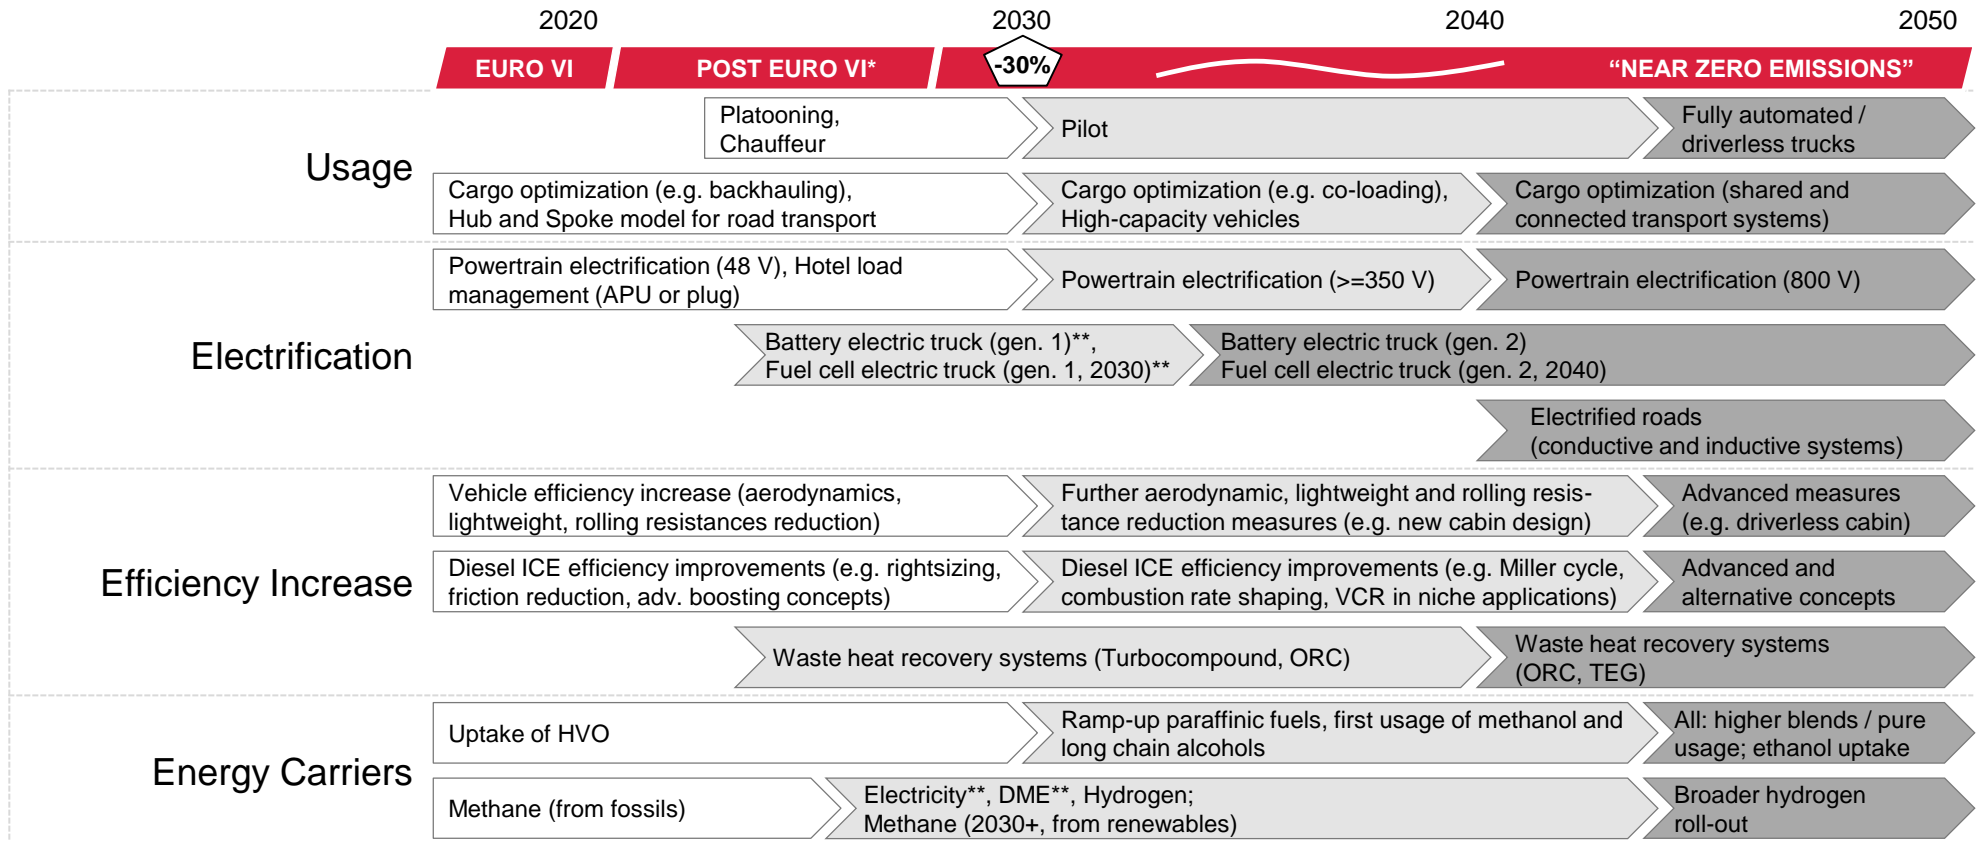 2020
2030
2040
2050
EURO VI
POST EURO VI*
-30%
“NEAR ZERO EMISSIONS”
Usage
Platooning,
Chauffeur
Pilot
Fully automated /
driverless trucks
Cargo optimization (e.g. backhauling),
Hub and Spoke model for road transport
Cargo optimization (e.g. co-loading),
High-capacity vehicles
Cargo optimization (shared and
connected transport systems)
Electrification
Powertrain electrification (48 V), Hotel load
management (APU or plug)
Powertrain electrification (>=350 V)
Powertrain electrification (800 V)
Battery electric truck (gen. 1)**,
Fuel cell electric truck (gen. 1, 2030)**
Battery electric truck (gen. 2)
Fuel cell electric truck (gen. 2, 2040)
Electrified roads
(conductive and inductive systems)
Efficiency Increase
Vehicle efficiency increase (aerodynamics,
lightweight, rolling resistances reduction)
Further aerodynamic, lightweight and rolling resis-
tance reduction measures (e.g. new cabin design)
Advanced measures
(e.g. driverless cabin)
Diesel ICE efficiency improvements (e.g. rightsizing,
friction reduction, adv. boosting concepts)
Diesel ICE efficiency improvements (e.g. Miller cycle,
combustion rate shaping, VCR in niche applications)
Advanced and
alternative concepts
Waste heat recovery systems (Turbocompound, ORC)
Waste heat recovery systems
(ORC, TEG)
Energy Carriers
Uptake of HVO
Ramp-up paraffinic fuels, first usage of methanol and
long chain alcohols
All: higher blends / pure
usage; ethanol uptake
Methane (from fossils)
Electricity**, DME**, Hydrogen;
Methane (2030+, from renewables)
Broader hydrogen
roll-out